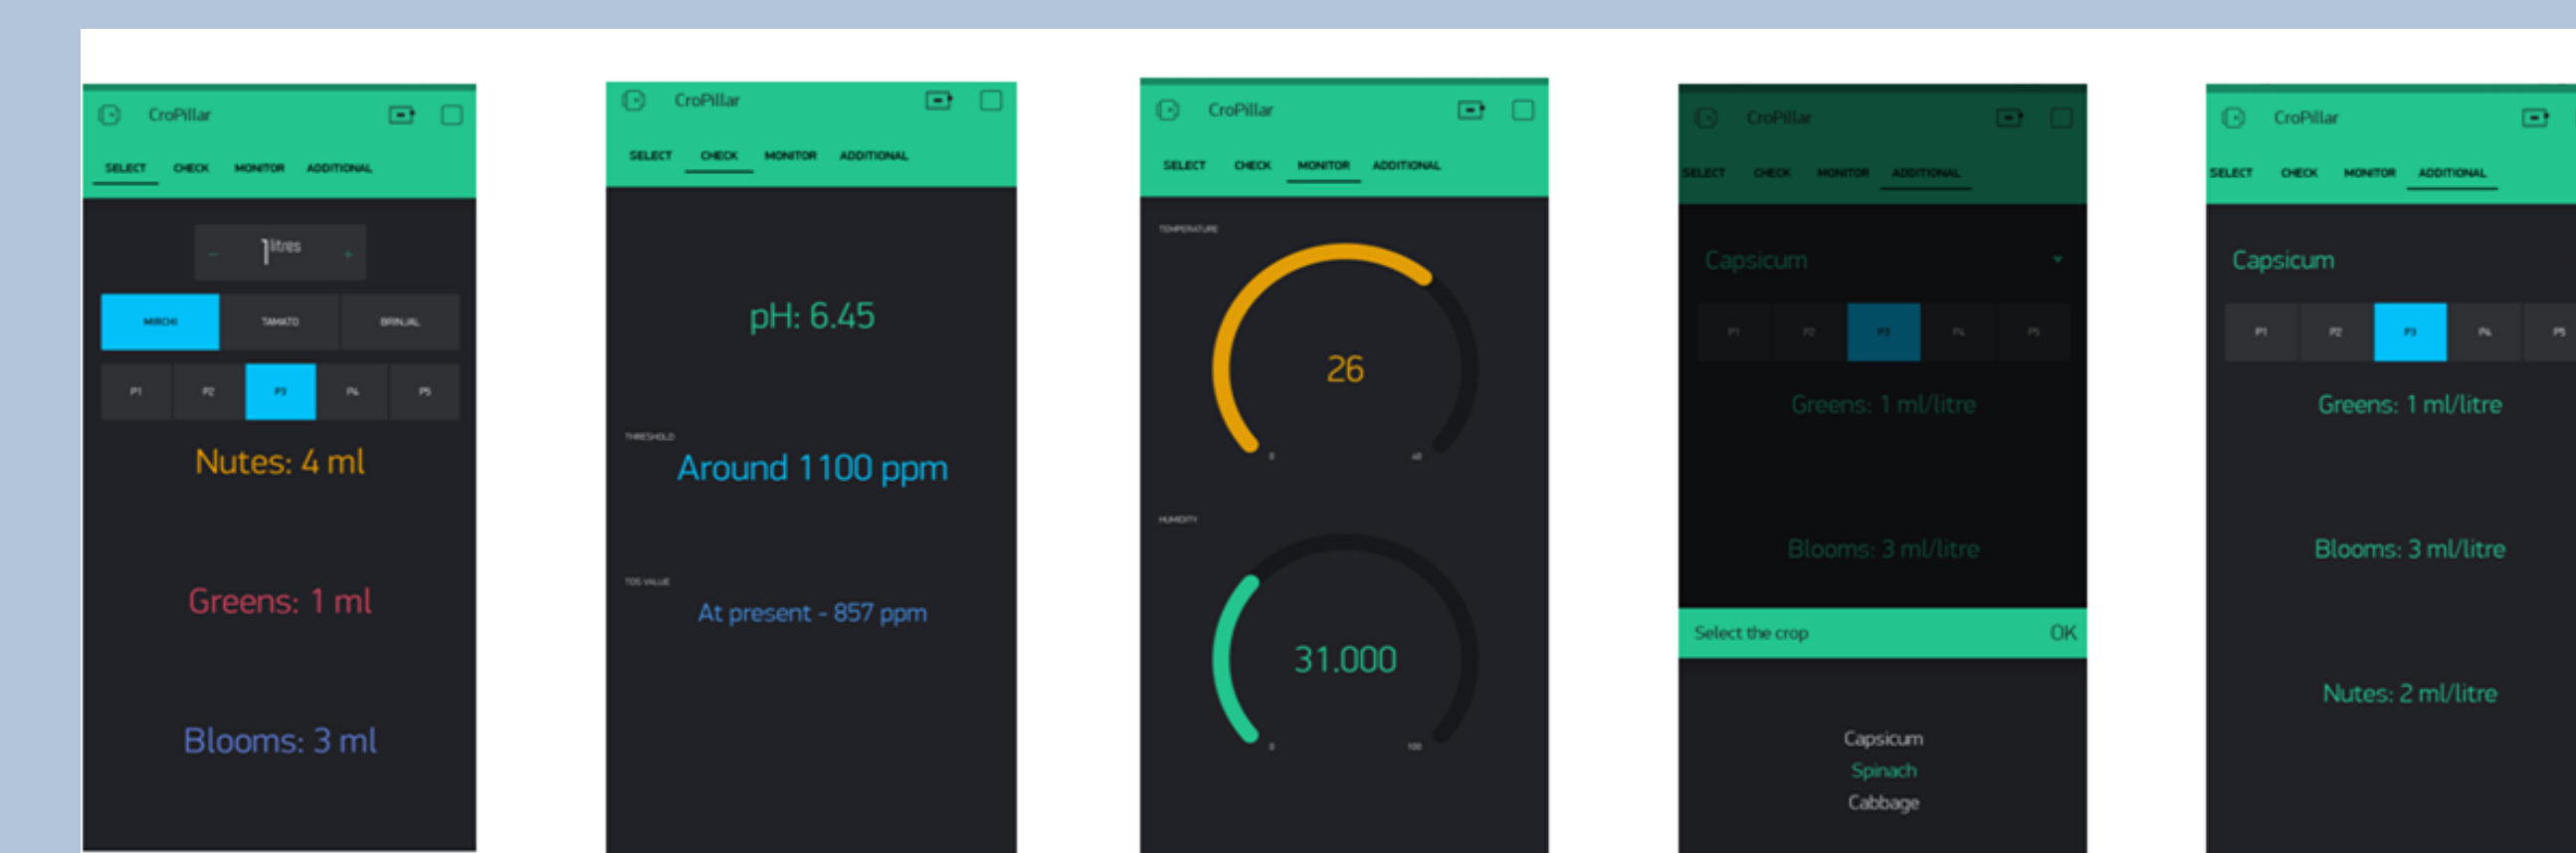 CroPillar
SELECT CHECK MONITOR ADDITIONAL
- 1 litres +
MIRCHI TAMATO BRINJAL
P1 P2 P3 P4 P5
Nutes: 4 ml
Greens: 1 ml
Blooms: 3 ml
CroPillar
SELECT CHECK MONITOR ADDITIONAL
pH: 6.45
THRESHOLD
Around 1100 ppm
TDS VALUE
At present - 857 ppm
CroPillar
SELECT CHECK MONITOR ADDITIONAL
TEMPERATURE
26
0 40
HUMIDITY
31.000
0 100
CroPillar
SELECT CHECK MONITOR ADDITIONAL
Capsicum
P1 P2 P3 P4 P5
Greens: 1 ml/litre
Blooms: 3 ml/litre
Select the crop OK
Capsicum
Spinach
Cabbage
CroPillar
SELECT CHECK MONITOR ADDITIONAL
Capsicum
P1 P2 P3 P4 P5
Greens: 1 ml/litre
Blooms: 3 ml/litre
Nutes: 2 ml/litre